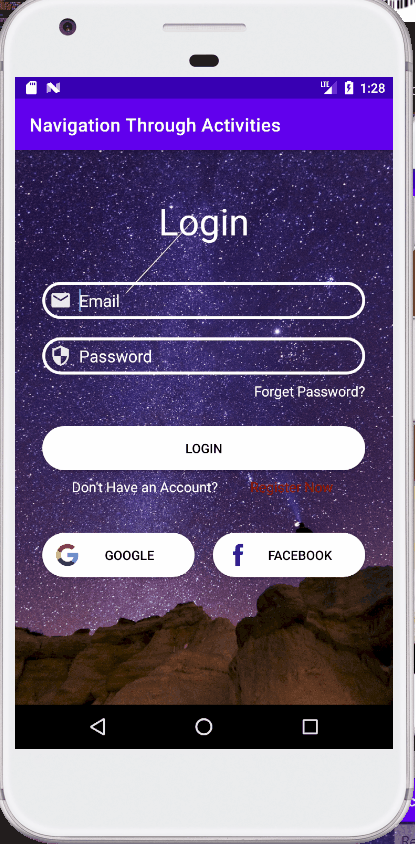 LTE 1:28
Navigation Through Activities
Login
Email
Password
Forget Password?
LOGIN
Don't Have an Account? Register Now
GOOGLE FACEBOOK